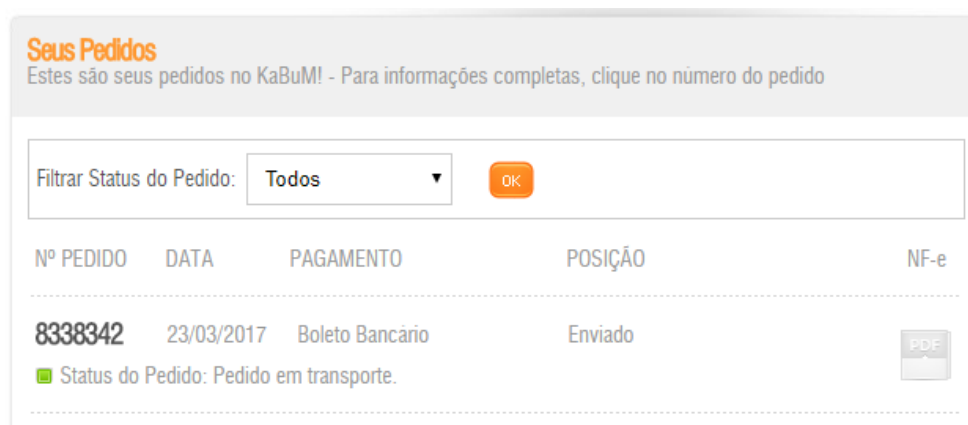 Seus Pedidos
Estes são seus pedidos no KaBuM! - Para informações completas, clique no número do pedido
Filtrar Status do Pedido: Todos OK
Nº PEDIDO DATA PAGAMENTO POSIÇÃO NF-e
8338342 23/03/2017 Boleto Bancário Enviado PDF
Status do Pedido: Pedido em transporte.